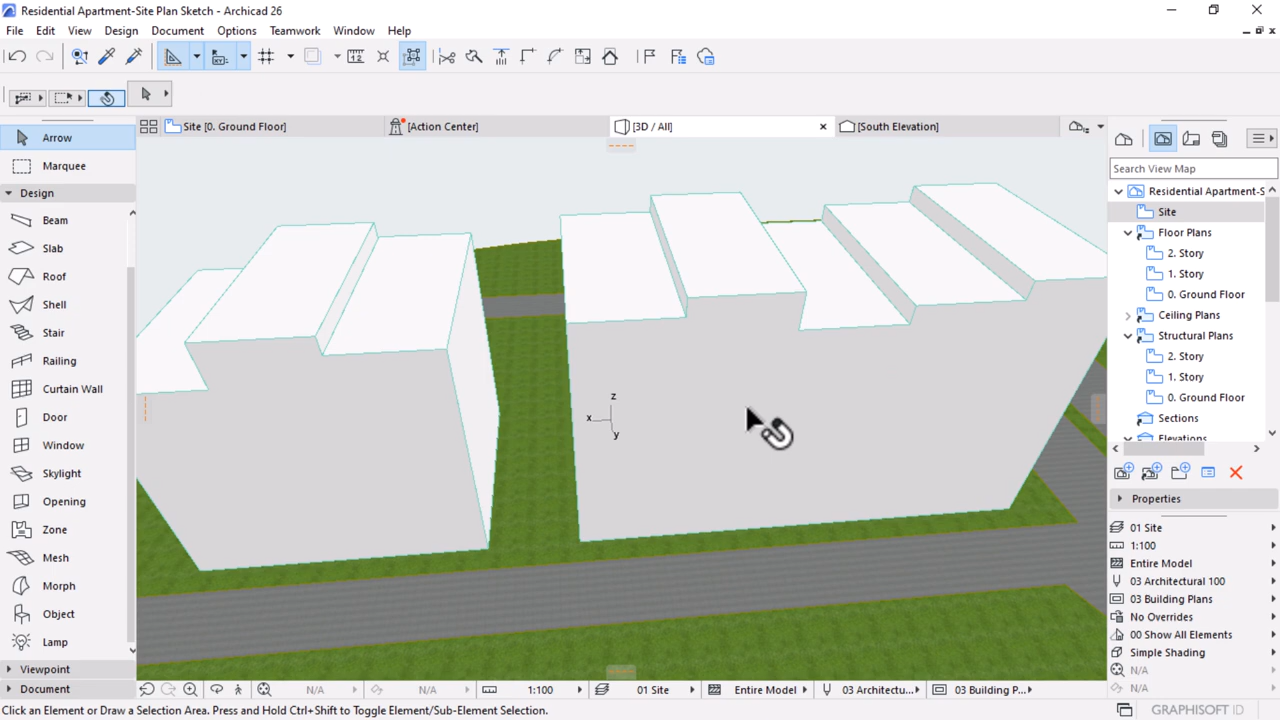 Residential Apartment-Site Plan Sketch - Archicad 26
File Edit View Design Document Options Teamwork Window Help
Site [0. Ground Floor]
[Action Center]
[3D / All]
[South Elevation]
Arrow
Marquee
Design
Beam
Slab
Roof
Shell
Stair
Railing
Curtain Wall
Door
Window
Skylight
Opening
Zone
Mesh
Morph
Object
Lamp
Viewpoint
Document
z
x
y
Search View Map
Residential Apartment-S
Site
Floor Plans
2. Story
1. Story
0. Ground Floor
Ceiling Plans
Structural Plans
2. Story
1. Story
0. Ground Floor
Sections
Elevations
Properties
01 Site
1:100
Entire Model
03 Architectural 100
03 Building Plans
No Overrides
00 Show All Elements
Simple Shading
N/A
N/A
N/A N/A 1:100 01 Site Entire Model 03 Architectu... 03 Building P...
Click an Element or Draw a Selection Area. Press and Hold Ctrl+Shift to Toggle Element/Sub-Element Selection.
GRAPHISOFT ID